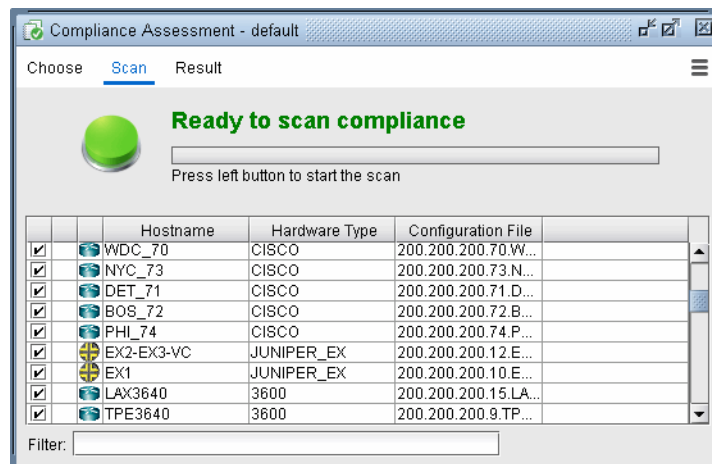 Compliance Assessment - default
Choose Scan Result
Ready to scan compliance
Press left button to start the scan
Hostname Hardware Type Configuration File
WDC_70 CISCO 200.200.200.70.W...
NYC_73 CISCO 200.200.200.73.N...
DET_71 CISCO 200.200.200.71.D...
BOS_72 CISCO 200.200.200.72.B...
PHI_74 CISCO 200.200.200.74.P...
EX2-EX3-VC JUNIPER_EX 200.200.200.12.E...
EX1 JUNIPER_EX 200.200.200.10.E...
LAX3640 3600 200.200.200.15.LA...
TPE3640 3600 200.200.200.9.TP...
Filter: